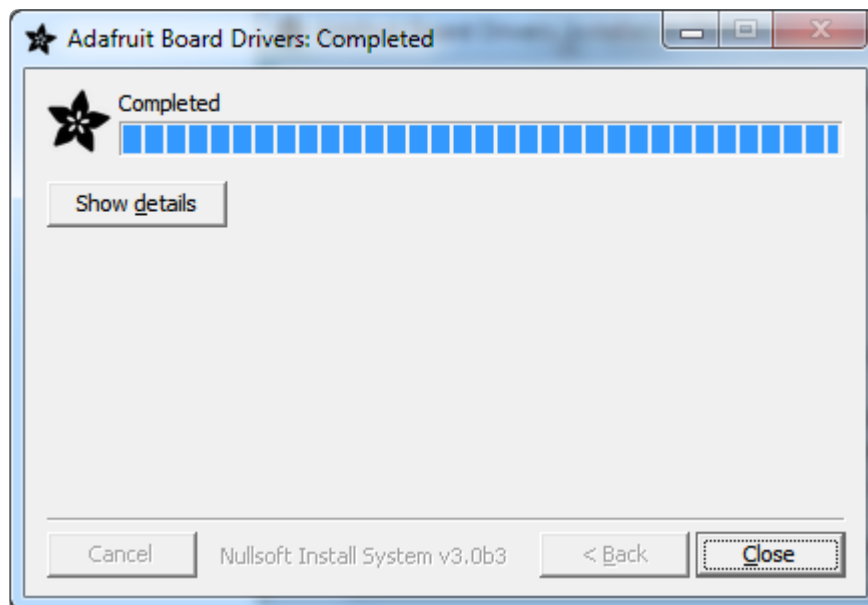 Adafruit Board Drivers: Completed
Completed
Show details
Cancel
Nullsoft Install System v3.0b3
< Back
Close